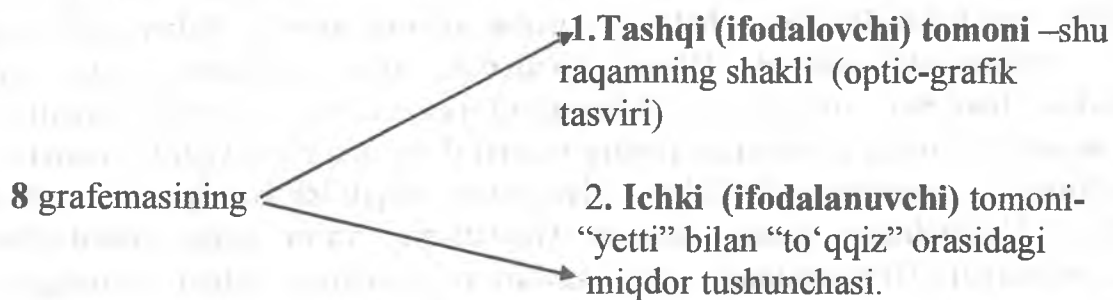 1.Tashqi (ifodalovchi) tomoni –shu
raqamning shakli (optic-grafik
tasviri)
8 grafemasining
2. Ichki (ifodalanuvchi) tomoni-
“yetti” bilan “to‘qqiz” orasidagi
miqdor tushunchasi.